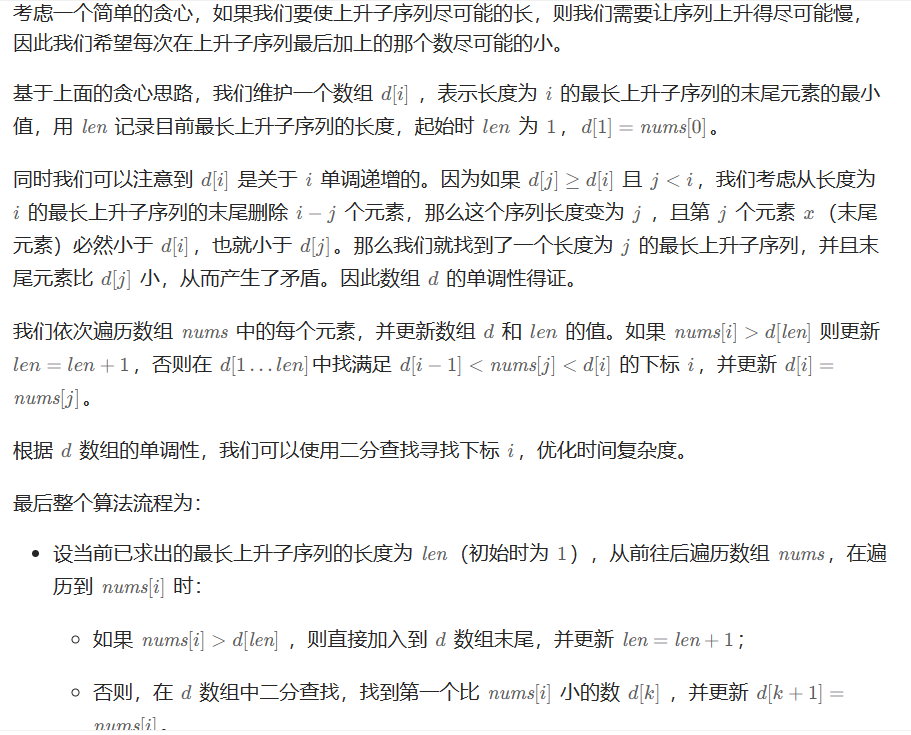 考虑一个简单的贪心，如果我们要使上升子序列尽可能的长，则我们需要让序列上升得尽可能慢，
因此我们希望每次在上升子序列最后加上的那个数尽可能的小。
基于上面的贪心思路，我们维护一个数组 d[i] ，表示长度为 i 的最长上升子序列的末尾元素的最小
值，用 len 记录目前最长上升子序列的长度，起始时 len 为 1，d[1] = nums[0]。
同时我们可以注意到 d[i] 是关于 i 单调递增的。因为如果 d[j] ≥ d[i] 且 j < i，我们考虑从长度为
i 的最长上升子序列的末尾删除 i − j 个元素，那么这个序列长度变为 j ，且第 j 个元素 x（末尾
元素）必然小于 d[i]，也就小于 d[j]。那么我们就找到了一个长度为 j 的最长上升子序列，并且末
尾元素比 d[j] 小，从而产生了矛盾。因此数组 d 的单调性得证。
我们依次遍历数组 nums 中的每个元素，并更新数组 d 和 len 的值。如果 nums[i] > d[len] 则更新
len = len + 1，否则在 d[1…len]中找满足 d[i − 1] < nums[j] < d[i] 的下标 i，并更新 d[i] =
nums[j]。
根据 d 数组的单调性，我们可以使用二分查找寻找下标 i，优化时间复杂度。
最后整个算法流程为：
• 设当前已求出的最长上升子序列的长度为 len（初始时为 1），从前往后遍历数组 nums，在遍
历到 nums[i] 时：
○ 如果 nums[i] > d[len] ，则直接加入到 d 数组末尾，并更新 len = len + 1；
○ 否则，在 d 数组中二分查找，找到第一个比 nums[i] 小的数 d[k] ，并更新 d[k + 1] =
nums[i]。